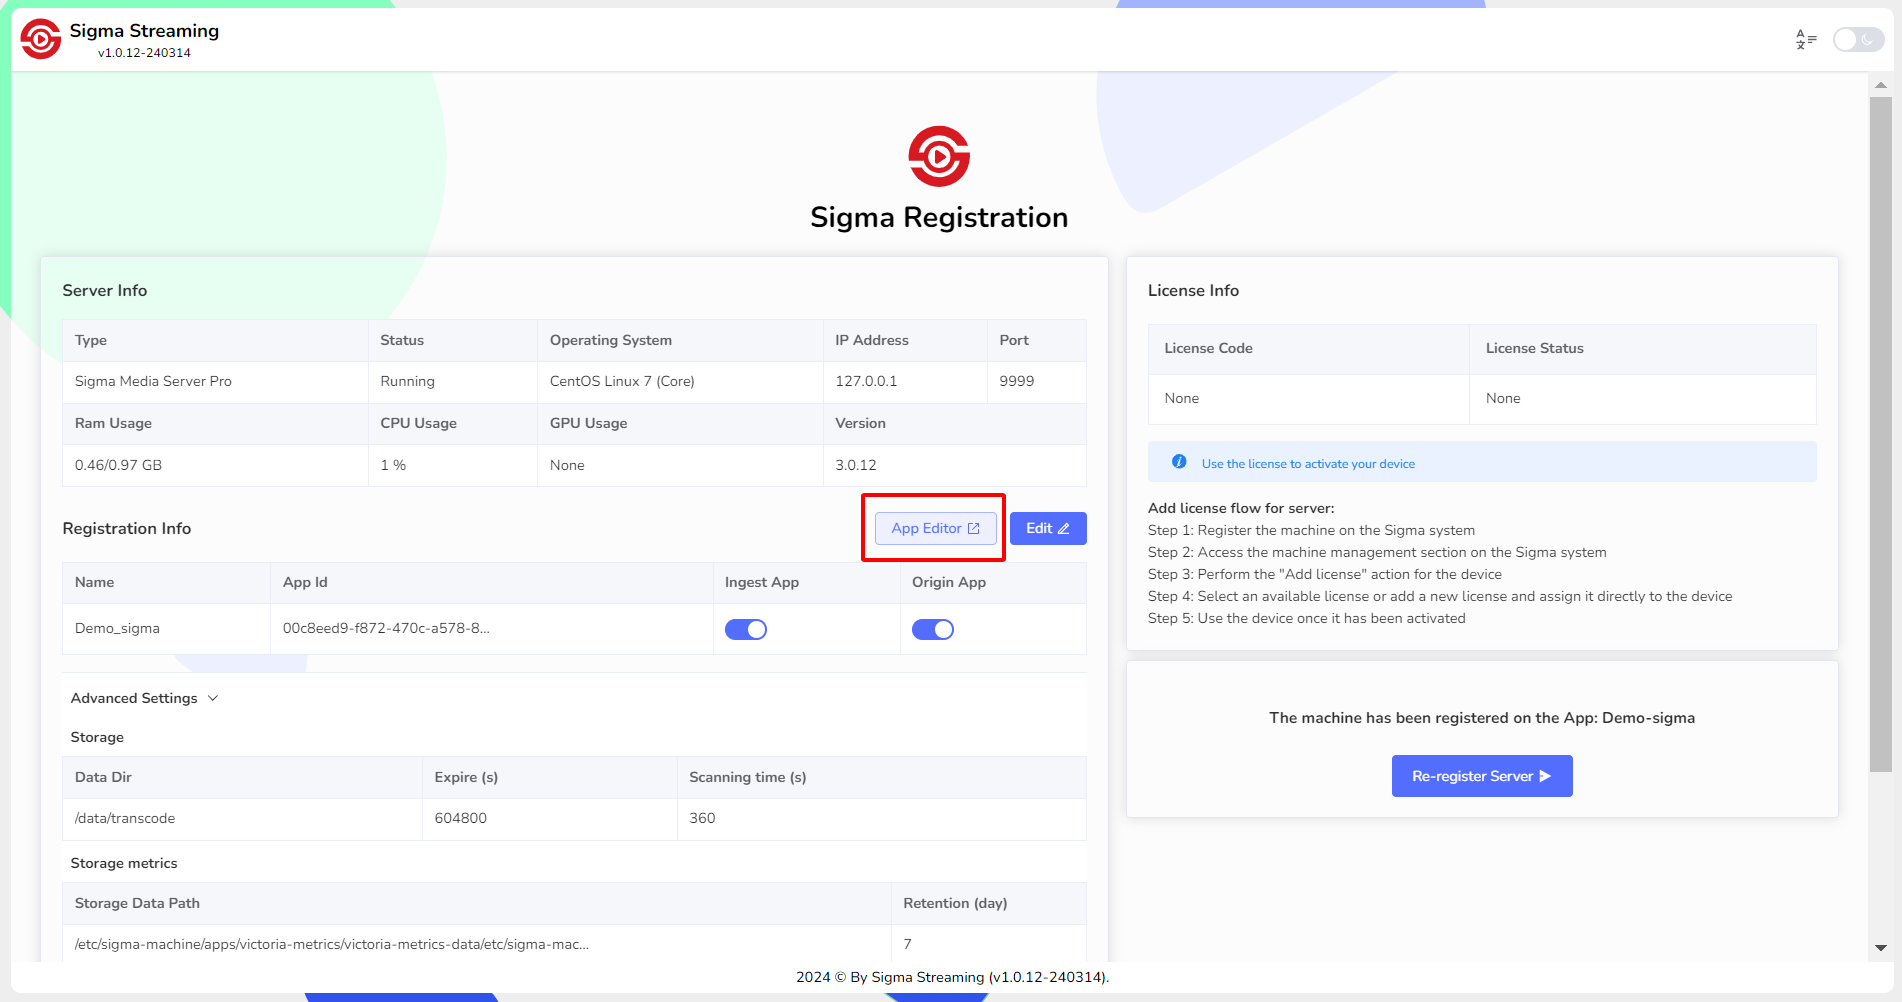 Sigma Streaming
v1.0.12-240314
Sigma Registration
Server Info
Type Status Operating System IP Address Port
Sigma Media Server Pro Running CentOS Linux 7 (Core) 127.0.0.1 9999
Ram Usage CPU Usage GPU Usage Version
0.46/0.97 GB 1 % None 3.0.12
Registration Info App Editor Edit
Name App Id Ingest App Origin App
Demo_sigma 00c8eed9-f872-470c-a578-8...
Advanced Settings
Storage
Data Dir Expire (s) Scanning time (s)
/data/transcode 604800 360
Storage metrics
Storage Data Path Retention (day)
/etc/sigma-machine/apps/victoria-metrics/victoria-metrics-data/etc/sigma-mac... 7
License Info
License Code License Status
None None
Use the license to activate your device
Add license flow for server:
Step 1: Register the machine on the Sigma system
Step 2: Access the machine management section on the Sigma system
Step 3: Perform the "Add license" action for the device
Step 4: Select an available license or add a new license and assign it directly to the device
Step 5: Use the device once it has been activated
The machine has been registered on the App: Demo-sigma
Re-register Server
2024 © By Sigma Streaming (v1.0.12-240314).